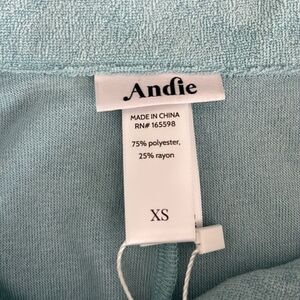 Andie
MADE IN CHINA
RN# 165598
75% polyester,
25% rayon
XS